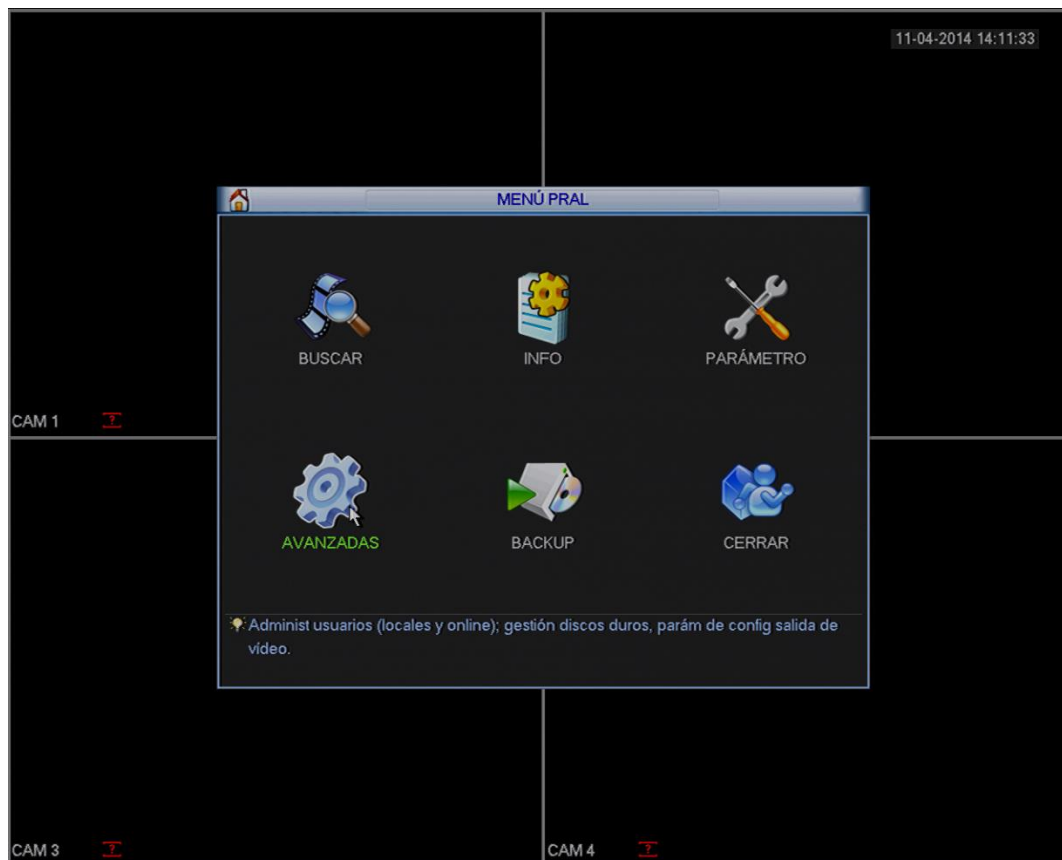 11-04-2014 14:11:33
MENÚ PRAL
BUSCAR
INFO
PARÁMETRO
CAM 1
?
AVANZADAS
BACKUP
CERRAR
Administ usuarios (locales y online); gestión discos duros, parám de config salida de
vídeo.
CAM 3
?
CAM 4
?